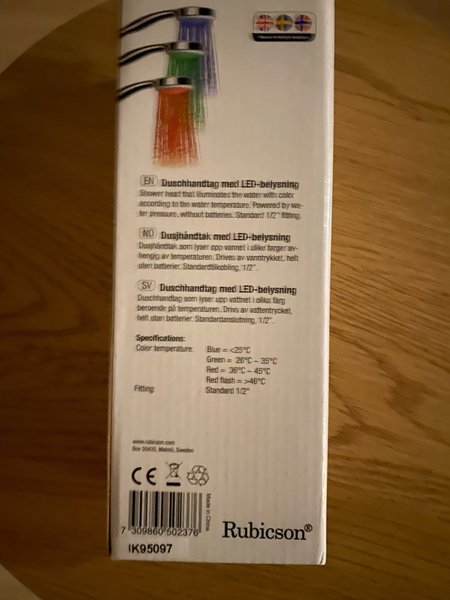 EN Duschhandtag med LED-belysning
Shower head that illuminates the water with color
according to the water temperature. Powered by wa-
ter pressure, without batteries. Standard 1/2" fitting.
NO Dusjhåndtak med LED-belysning
Dusjhåndtak som lyser opp vannet i ulike farger av-
hengig av temperaturen. Drives av vanntrykket, helt
uten batterier. Standardtilkobling, 1/2".
SV Duschhandtag med LED-belysning
Duschhandtag som lyser upp vattnet i olika färg
beroende på temperaturen. Drivs av vattentrycket,
helt utan batterier. Standardanslutning, 1/2".
Specifications:
Color temperature: Blue = <25°C
Green = 26°C - 35°C
Red = 36°C - 45°C
Red flash = >46°C
Fitting: Standard 1/2"
www.rubicson.com
Box 50435, Malmö, Sweden
CE
Made in China
7 309860 502376
IK95097
Rubicson®